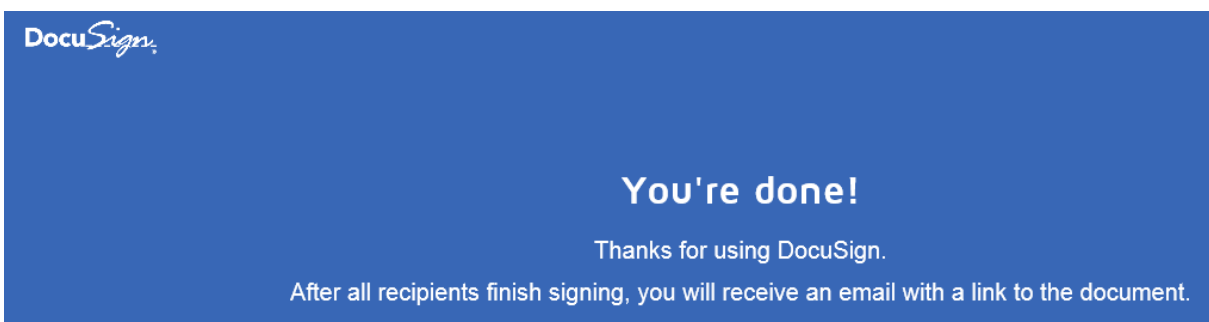 DocuSign
You're done!
Thanks for using DocuSign.
After all recipients finish signing, you will receive an email with a link to the document.